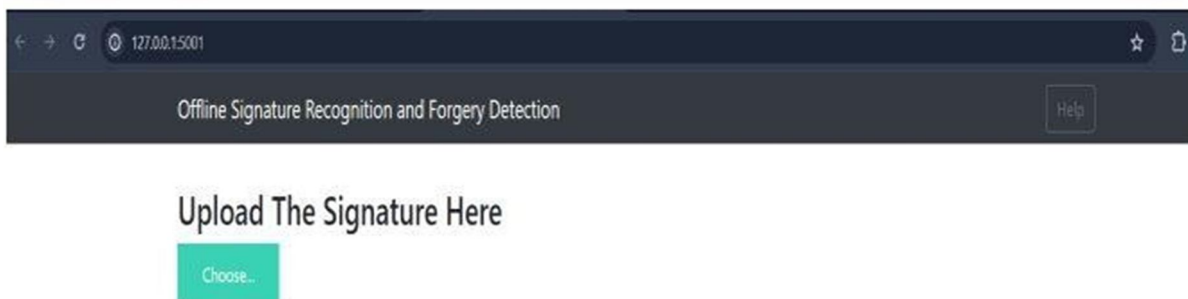 127.0.0.1:5001
Offline Signature Recognition and Forgery Detection
Help
Upload The Signature Here
Choose...